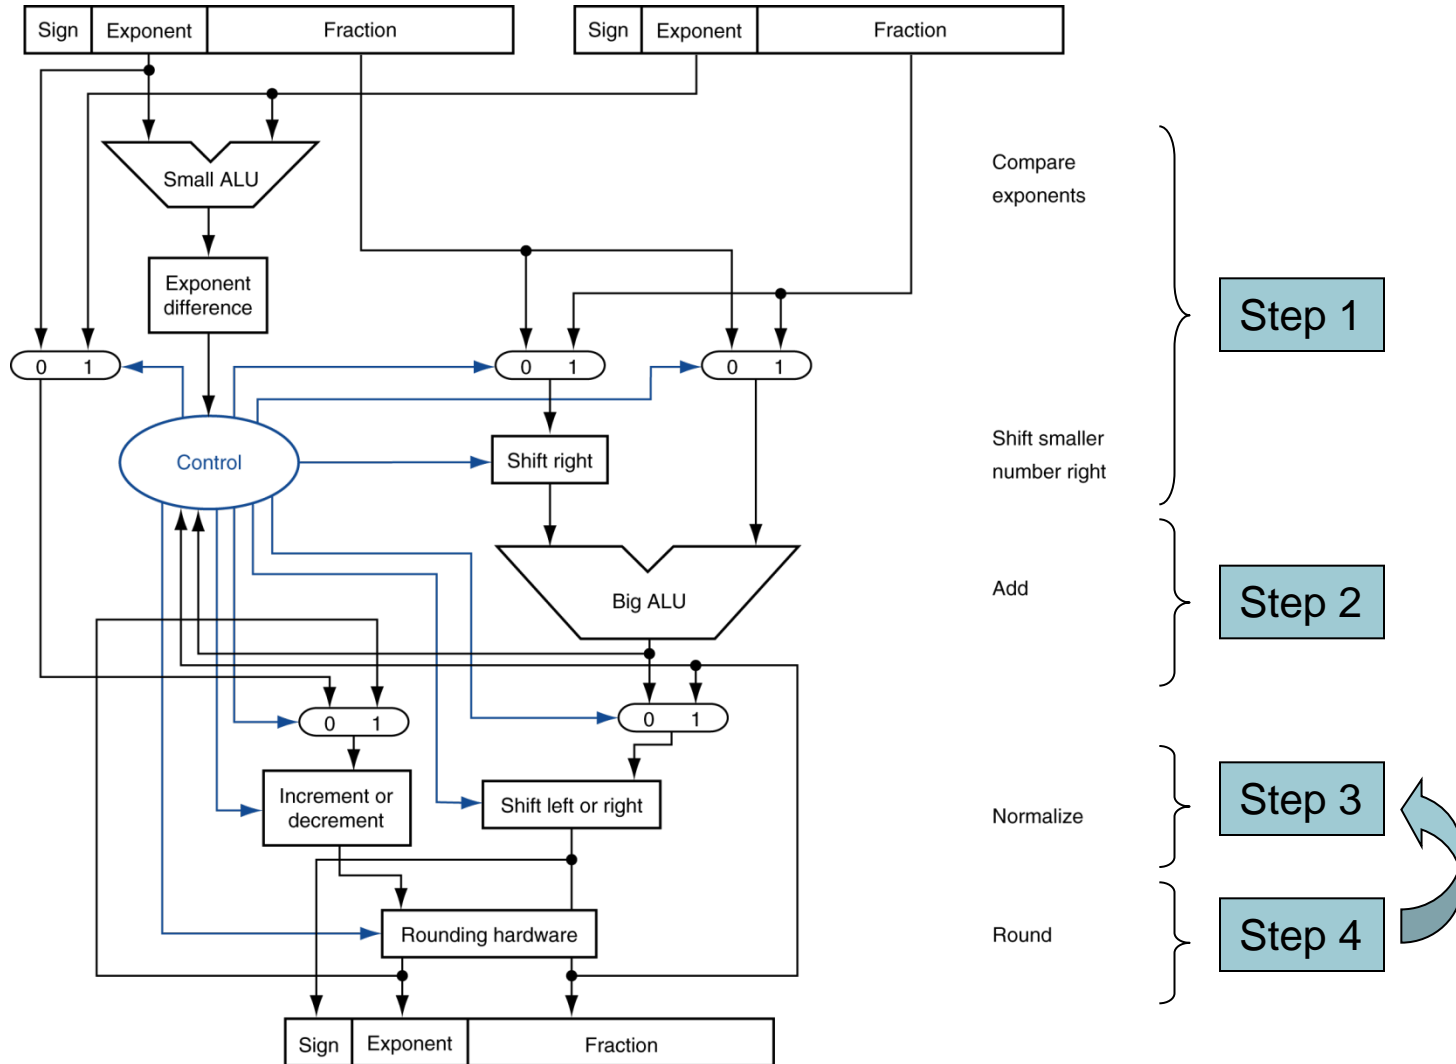 Sign Exponent Fraction
Sign Exponent Fraction
Small ALU
Compare
exponents
Exponent
difference
Step 1
0 1
0 1
0 1
Control
Shift right
Shift smaller
number right
Big ALU
Add
Step 2
0 1
0 1
Increment or
decrement
Shift left or right
Normalize
Step 3
Rounding hardware
Round
Step 4
Sign Exponent Fraction